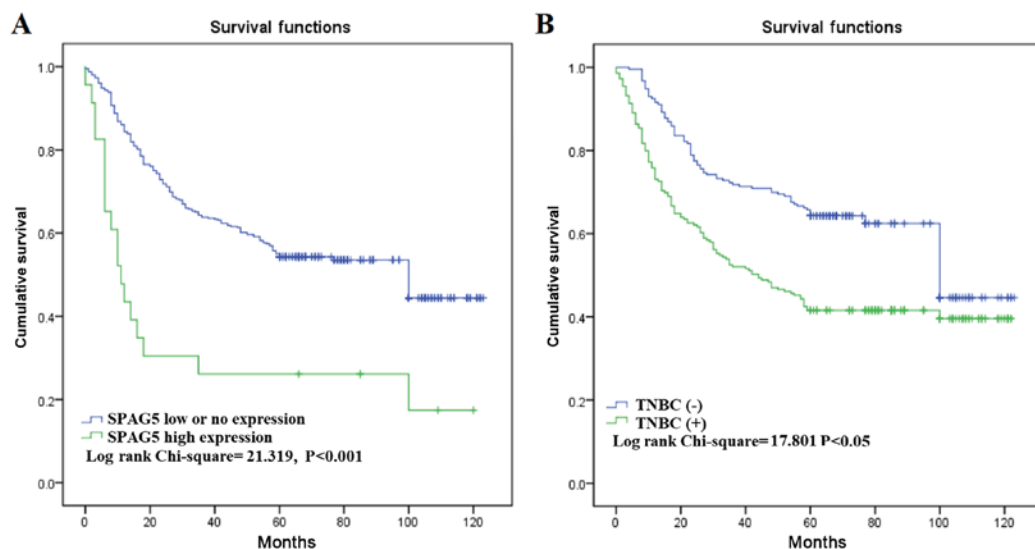 A
Survival functions
Cumulative survival
1.0
0.8
0.6
0.4
0.2
0.0
SPAG5 low or no expression
SPAG5 high expression
Log rank Chi-square= 21.319, P<0.001
0 20 40 60 80 100 120
Months
B
Survival functions
Cumulative survival
1.0
0.8
0.6
0.4
0.2
0.0
TNBC (-)
TNBC (+)
Log rank Chi-square= 17.801 P<0.05
0 20 40 60 80 100 120
Months